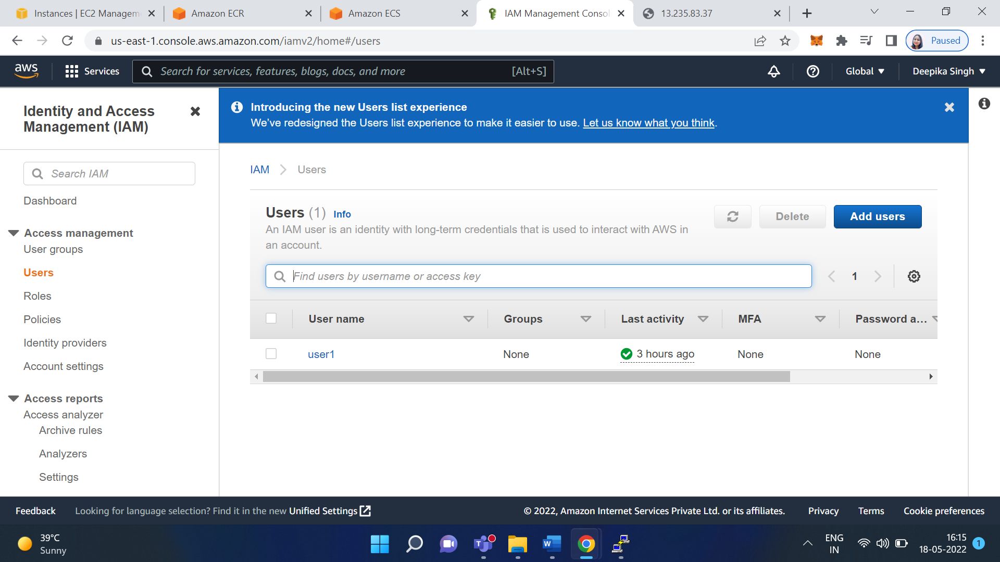 Instances | EC2 Managem
Amazon ECR
Amazon ECS
IAM Management Consol
13.235.83.37
us-east-1.console.aws.amazon.com/iamv2/home#/users
Paused
aws
Services
Search for services, features, blogs, docs, and more
[Alt+S]
Global
Deepika Singh
Identity and Access
Management (IAM)
Search IAM
Dashboard
Access management
User groups
Users
Roles
Policies
Identity providers
Account settings
Access reports
Access analyzer
Archive rules
Analyzers
Settings
Introducing the new Users list experience
We've redesigned the Users list experience to make it easier to use. Let us know what you think.
IAM
Users
Users (1) Info
An IAM user is an identity with long-term credentials that is used to interact with AWS in
an account.
Delete
Add users
Find users by username or access key
1
User name
Groups
Last activity
MFA
Password a...
user1
None
3 hours ago
None
None
Feedback
Looking for language selection? Find it in the new Unified Settings
© 2022, Amazon Internet Services Private Ltd. or its affiliates.
Privacy
Terms
Cookie preferences
39°C
Sunny
ENG
IN
16:15
18-05-2022
1